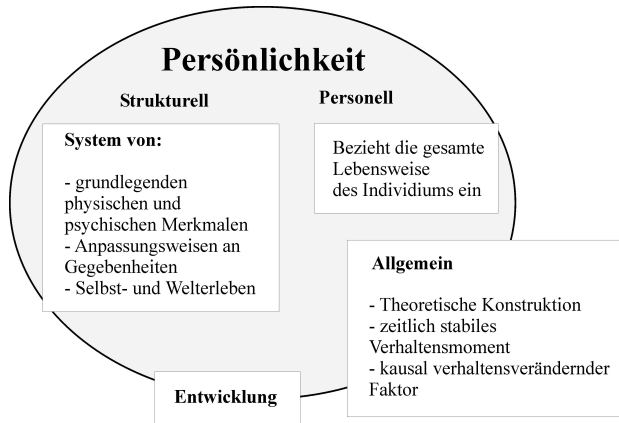 Persönlichkeit
Strukturell
System von:
- grundlegenden
physischen und
psychischen Merkmalen
- Anpassungsweisen an
Gegebenheiten
- Selbst- und Welterleben
Personell
Bezieht die gesamte
Lebensweise
des Individiums ein
Allgemein
- Theoretische Konstruktion
- zeitlich stabiles
Verhaltensmoment
- kausal verhaltensverändernder
Faktor
Entwicklung